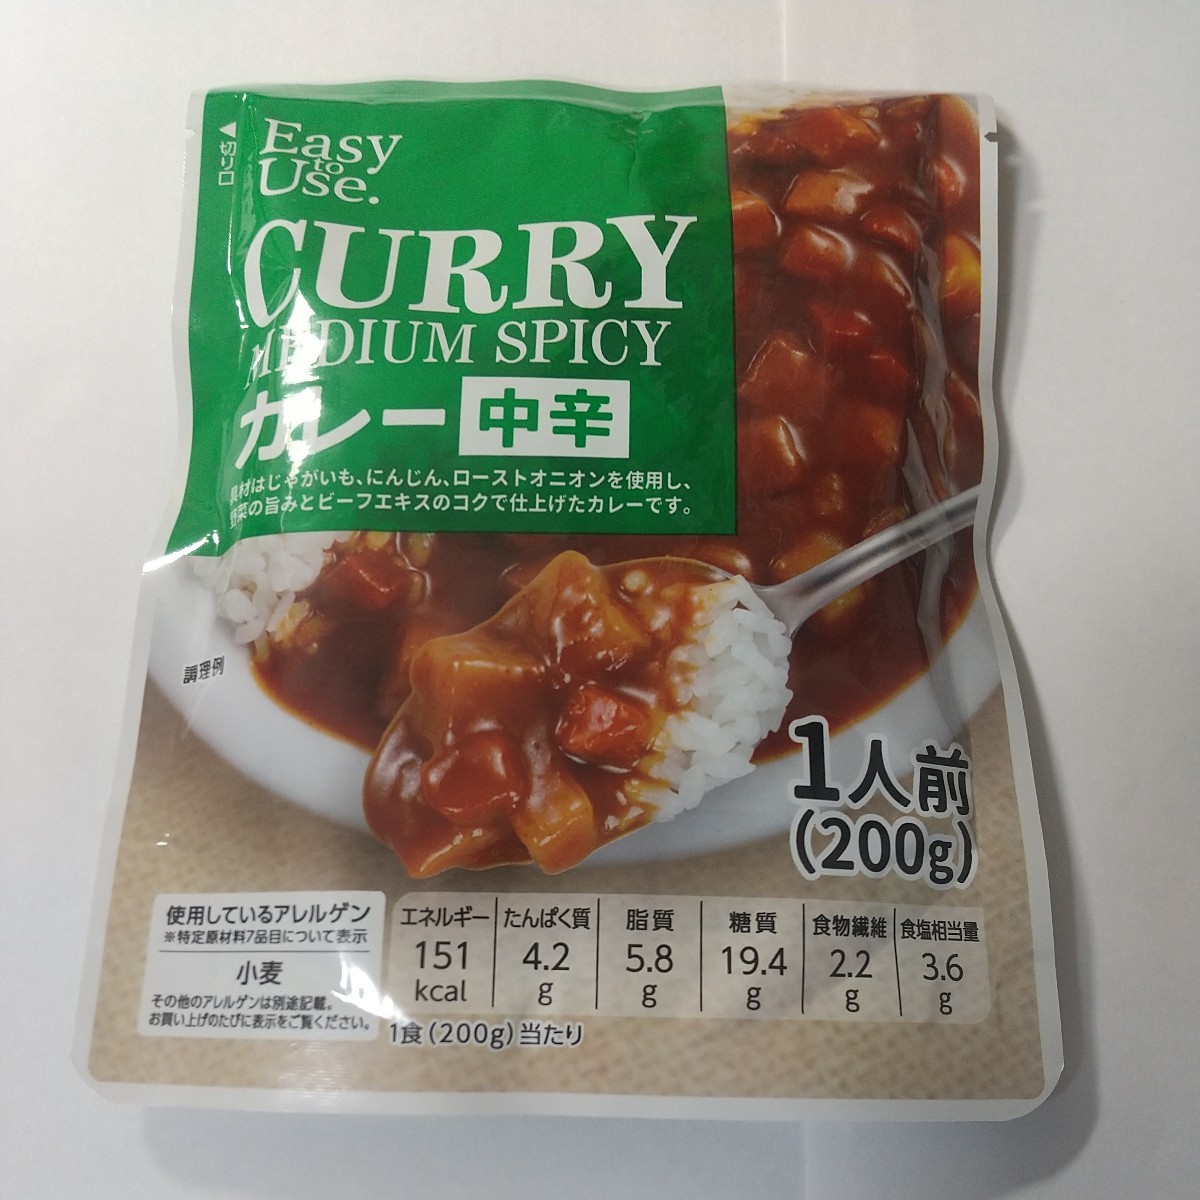 ◀切り口
Easy
to
Use.
CURRY
MEDIUM SPICY
カレー 中辛
具材はじゃがいも、にんじん、ローストオニオンを使用し、
野菜の旨みとビーフエキスのコクで仕上げたカレーです。
調理例
1人前
(200g)
使用しているアレルゲン
※特定原材料7品目について表示
小麦
その他のアレルゲンは別途記載。
お買い上げのたびに表示をご覧ください。
エネルギー 151 kcal
たんぱく質 4.2 g
脂質 5.8 g
糖質 19.4 g
食物繊維 2.2 g
食塩相当量 3.6 g
1食(200g)当たり